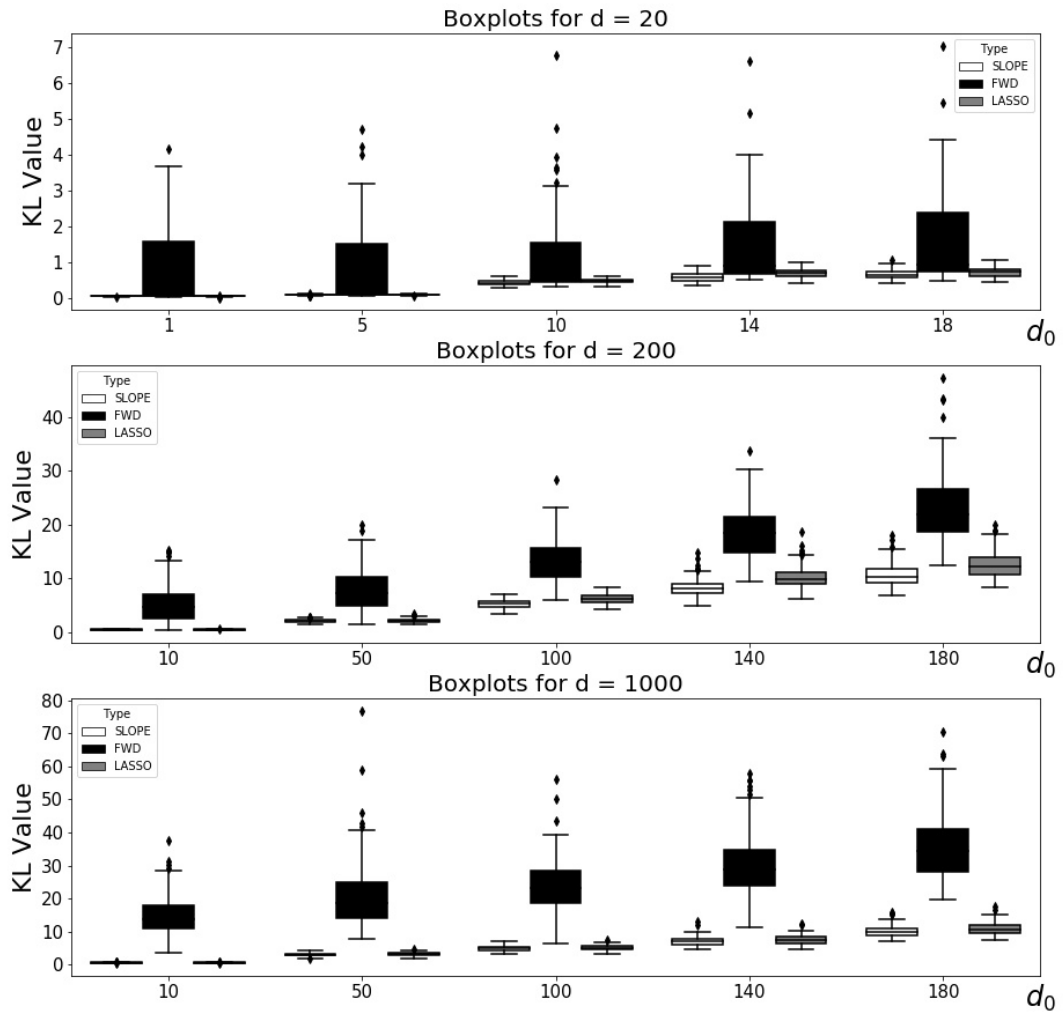 Boxplots for d = 20
KL Value
7
6
5
4
3
2
1
0
Type
SLOPE
FWD
LASSO
1 5 10 14 18
d0
Boxplots for d = 200
KL Value
40
30
20
10
0
Type
SLOPE
FWD
LASSO
10 50 100 140 180
d0
Boxplots for d = 1000
KL Value
80
70
60
50
40
30
20
10
0
Type
SLOPE
FWD
LASSO
10 50 100 140 180
d0